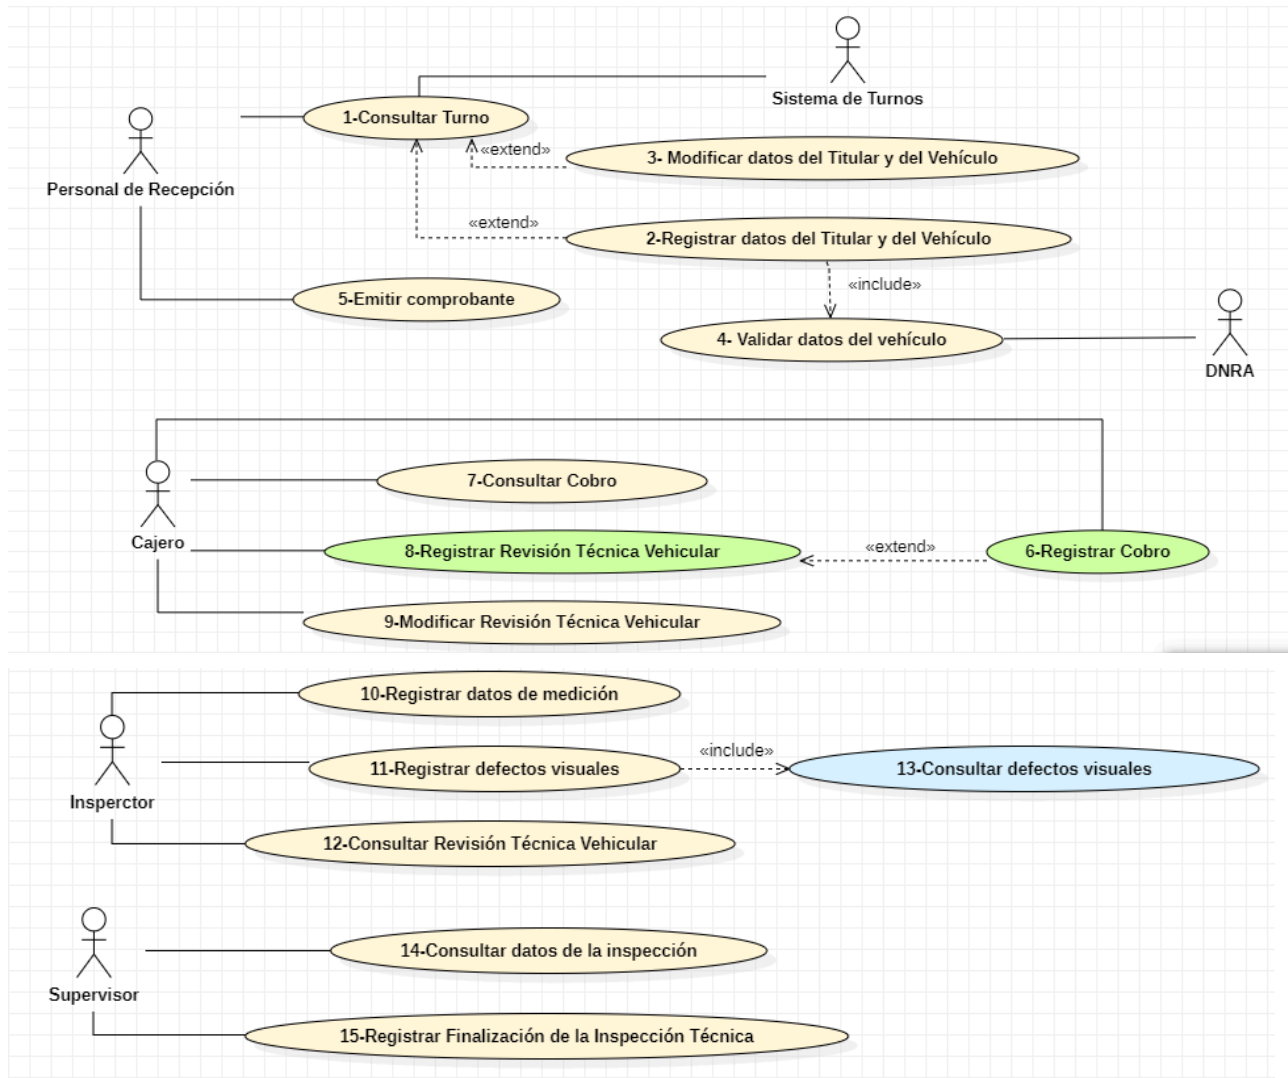 Sistema de Turnos
1-Consultar Turno
«extend»
3- Modificar datos del Titular y del Vehículo
Personal de Recepción
«extend»
2-Registrar datos del Titular y del Vehículo
«include»
5-Emitir comprobante
4- Validar datos del vehículo
DNRA
7-Consultar Cobro
Cajero
8-Registrar Revisión Técnica Vehicular
«extend»
6-Registrar Cobro
9-Modificar Revisión Técnica Vehicular
10-Registrar datos de medición
«include»
11-Registrar defectos visuales
13-Consultar defectos visuales
Insperctor
12-Consultar Revisión Técnica Vehicular
14-Consultar datos de la inspección
Supervisor
15-Registrar Finalización de la Inspección Técnica